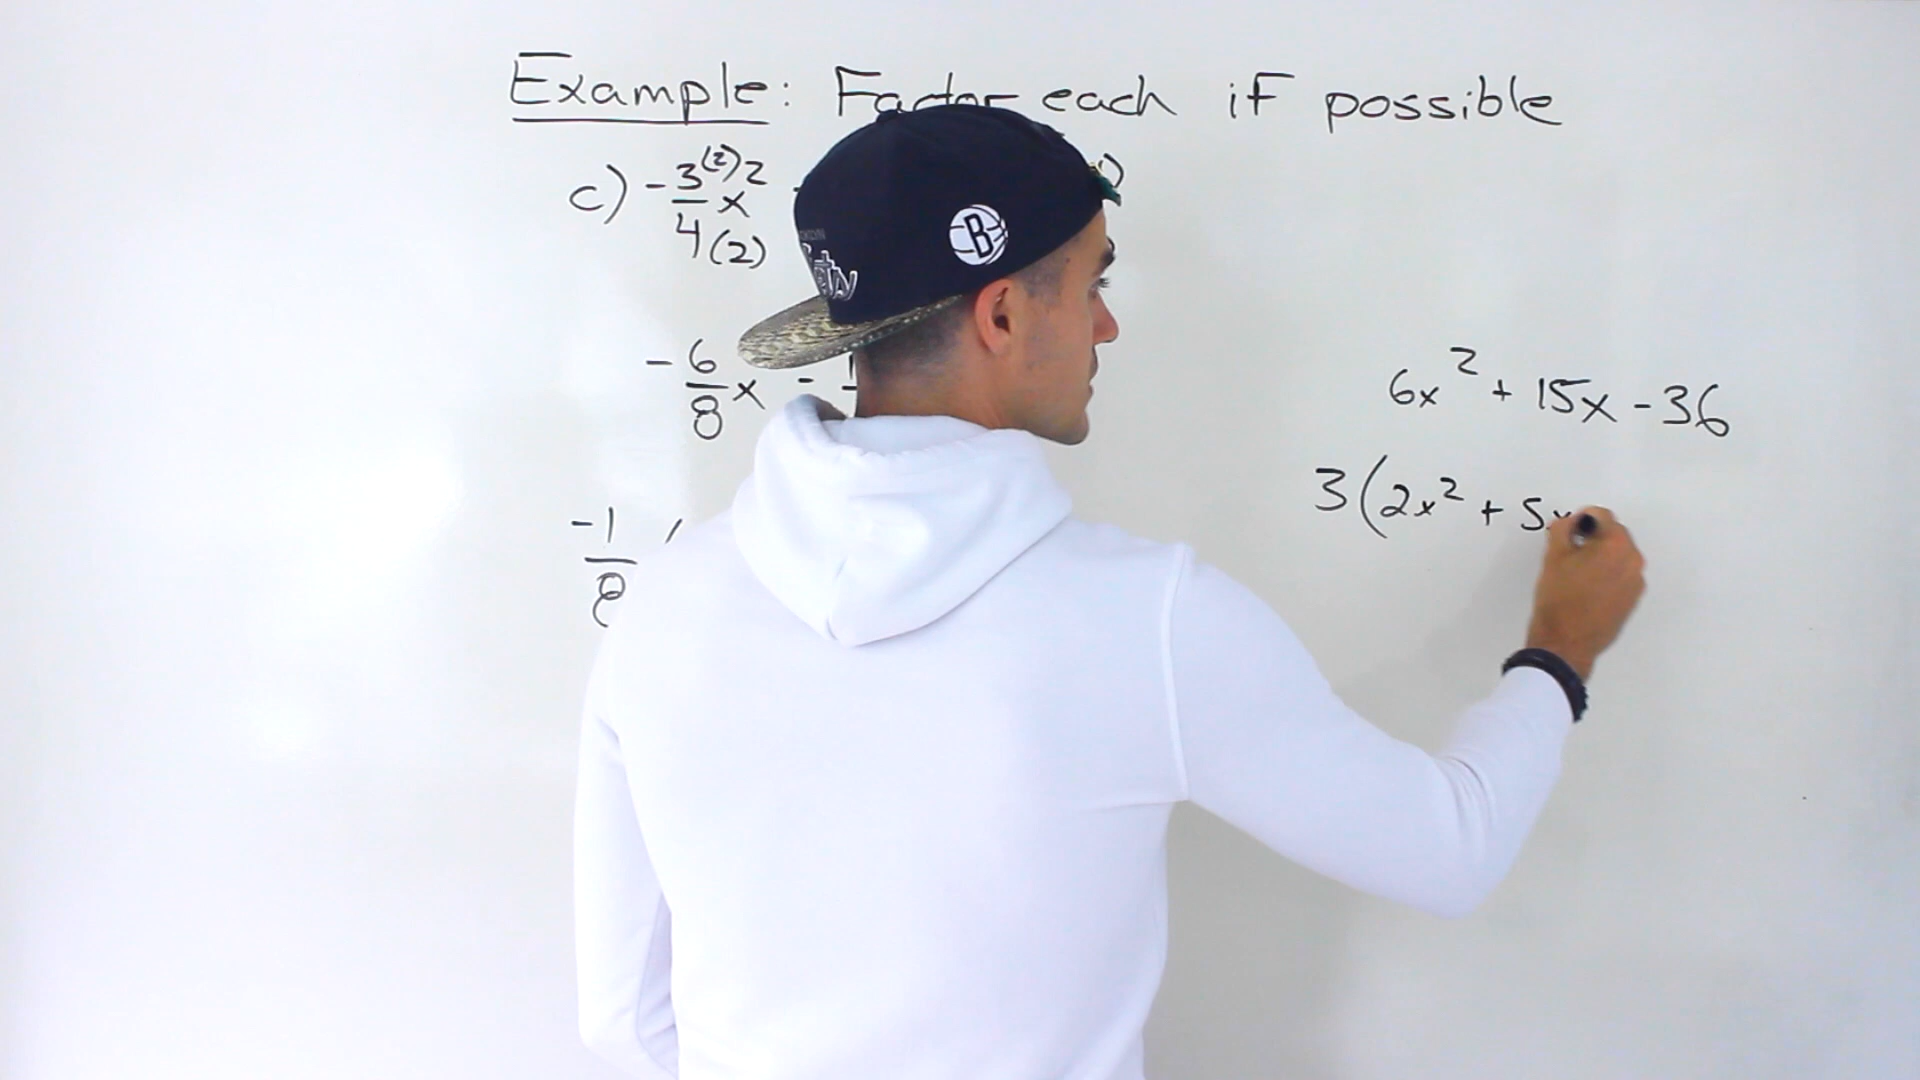 Example: Factor each if possible
c) -3(2)/4(2) x²
-6/8 x -
-1/8 (
6x² + 15x - 36
3(2x² + 5x
B